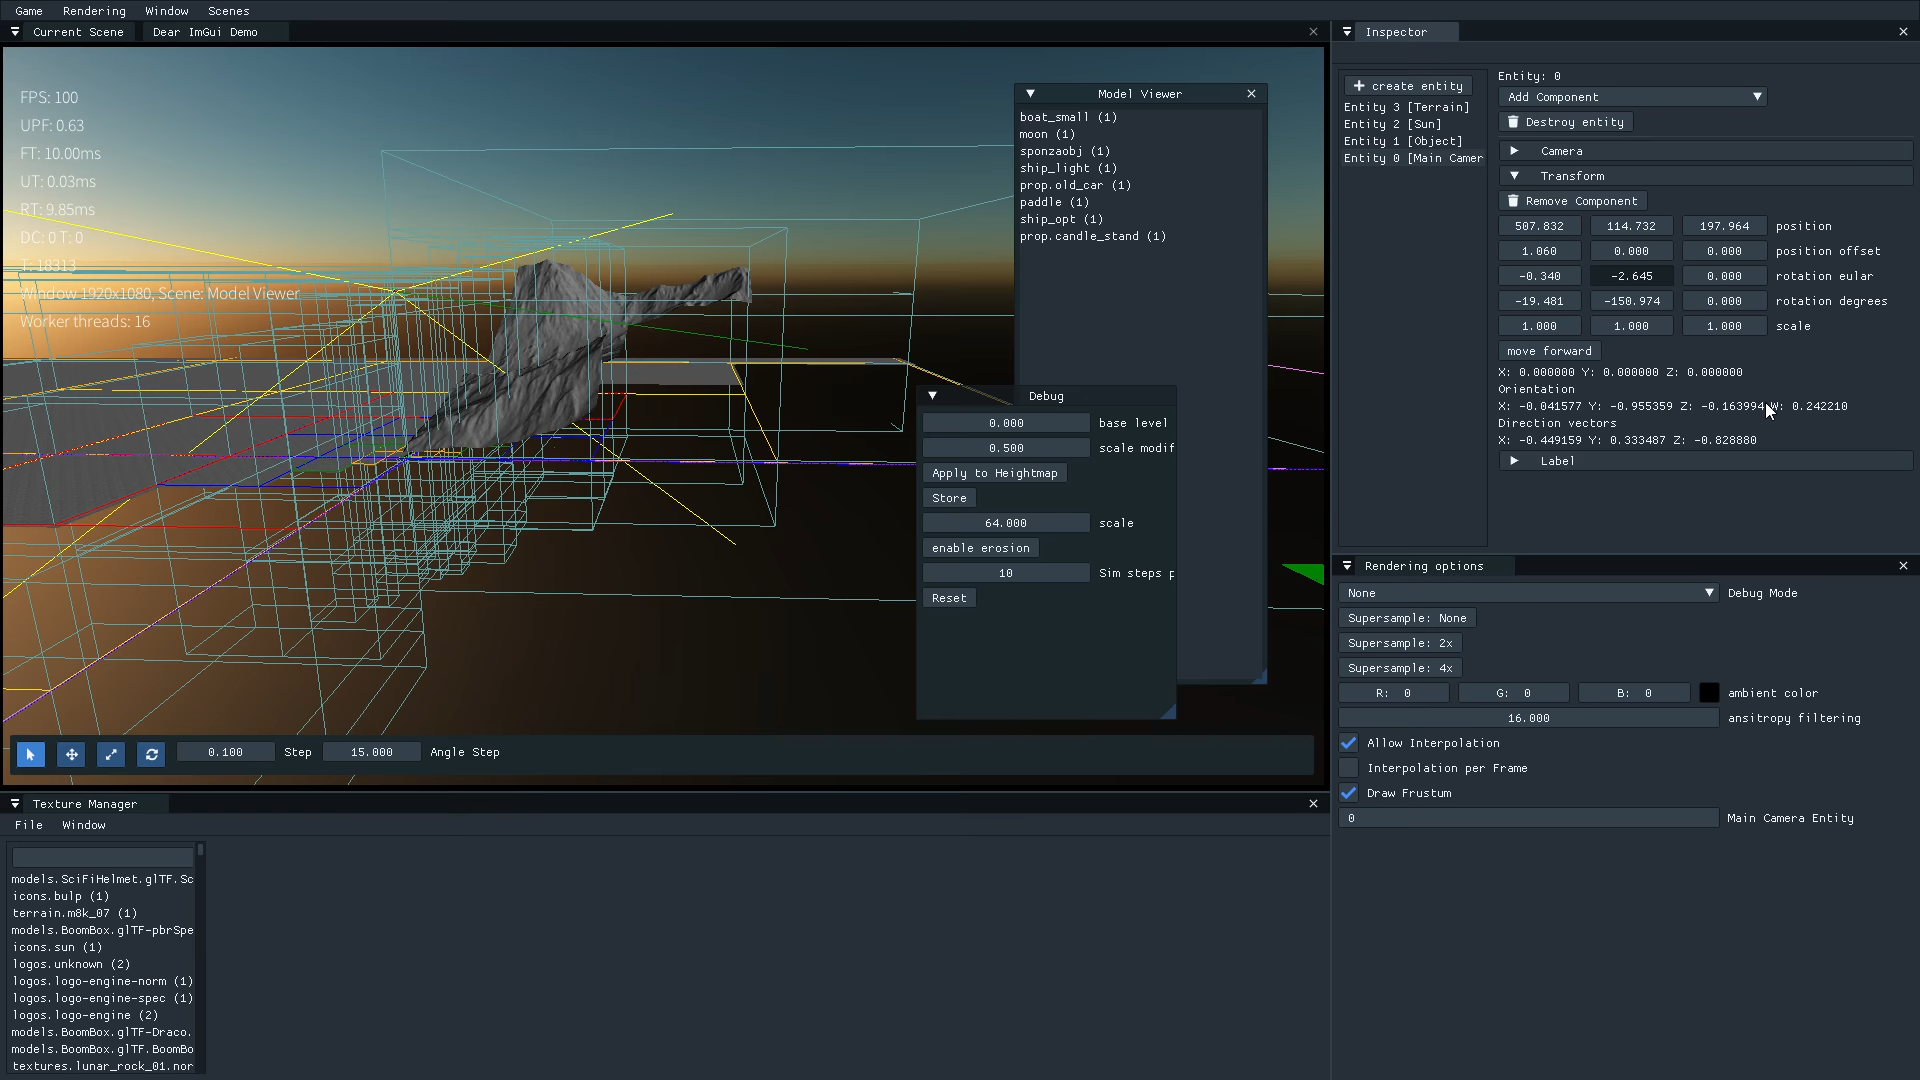 Game Rendering Window Scenes
Current Scene Dear ImGui Demo
FPS: 100
UPF: 0.63
FT: 10.00ms
UT: 0.03ms
RT: 9.85ms
DC: 0 T: 0
T: 18313
Window 1920x1080, Scene: Model Viewer
Worker threads: 16
Model Viewer
boat_small (1)
moon (1)
sponzaobj (1)
ship_light (1)
prop.old_car (1)
paddle (1)
ship_opt (1)
prop.candle_stand (1)
Debug
0.000 base level
0.500 scale modif
Apply to Heightmap
Store
64.000 scale
enable erosion
10 Sim steps p
Reset
0.100 Step 15.000 Angle Step
Texture Manager
File Window
models.SciFiHelmet.glTF.Sc
icons.bulp (1)
terrain.m8k_07 (1)
models.BoomBox.glTF-pbrSpe
icons.sun (1)
logos.unknown (2)
logos.logo-engine-norm (1)
logos.logo-engine-spec (1)
logos.logo-engine (2)
models.BoomBox.glTF-Draco.
models.BoomBox.glTF.BoomBo
textures.lunar_rock_01.nor
Inspector
create entity
Entity 3 [Terrain]
Entity 2 [Sun]
Entity 1 [Object]
Entity 0 [Main Camer
Entity: 0
Add Component
Destroy entity
Camera
Transform
Remove Component
507.832 114.732 197.964 position
1.060 0.000 0.000 position offset
-0.340 -2.645 0.000 rotation eular
-19.481 -150.974 0.000 rotation degrees
1.000 1.000 1.000 scale
move forward
X: 0.000000 Y: 0.000000 Z: 0.000000
Orientation
X: -0.041577 Y: -0.955359 Z: -0.163994 W: 0.242210
Direction vectors
X: -0.449159 Y: 0.333487 Z: -0.828880
Label
Rendering options
None Debug Mode
Supersample: None
Supersample: 2x
Supersample: 4x
R: 0 G: 0 B: 0 ambient color
16.000 ansitropy filtering
Allow Interpolation
Interpolation per Frame
Draw Frustum
0 Main Camera Entity